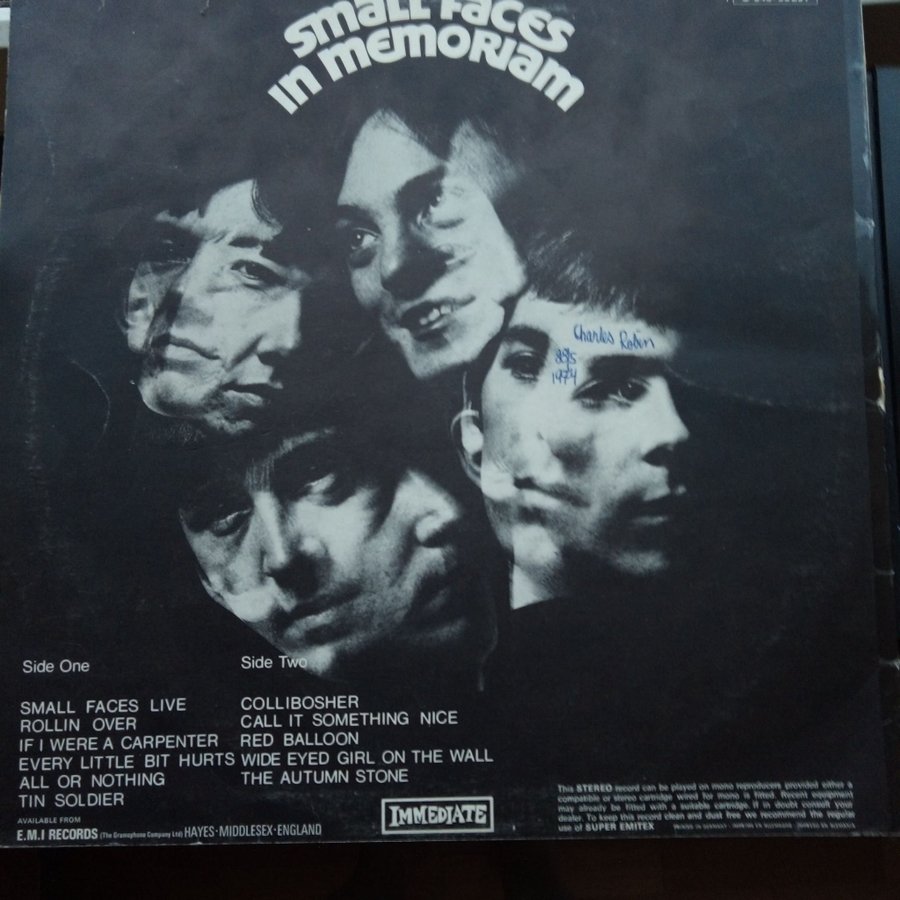 small faces
in memoriam
Charles Robin
1974
Side One
SMALL FACES LIVE
ROLLIN OVER
IF I WERE A CARPENTER
EVERY LITTLE BIT HURTS
ALL OR NOTHING
TIN SOLDIER
Side Two
COLLIBOSHER
CALL IT SOMETHING NICE
RED BALLOON
WIDE EYED GIRL ON THE WALL
THE AUTUMN STONE
AVAILABLE FROM
E.M.I RECORDS (The Gramophone Company Ltd) HAYES·MIDDLESEX·ENGLAND
IMMEDIATE
This STEREO record can be played on mono reproducers provided either a
compatible or stereo cartridge wired for mono is fitted. Recent equipment
may already be fitted with a suitable cartridge. If in doubt consult your
dealer. To keep this record clean and dust free we recommend the regular
use of SUPER EMITEX